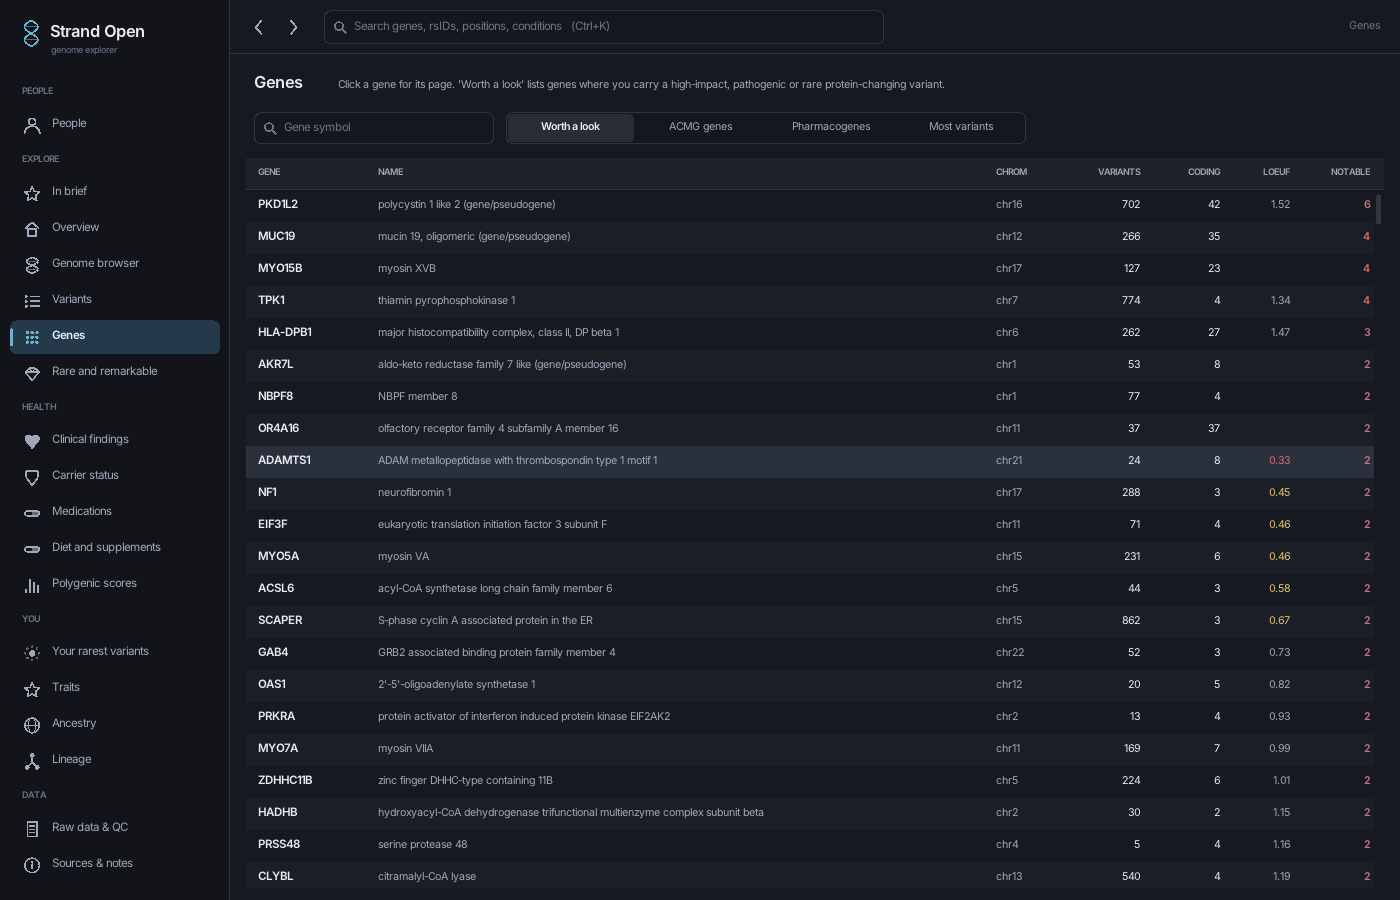 Strand Open
genome explorer
PEOPLE
People
EXPLORE
In brief
Overview
Genome browser
Variants
Genes
Rare and remarkable
HEALTH
Clinical findings
Carrier status
Medications
Diet and supplements
Polygenic scores
YOU
Your rarest variants
Traits
Ancestry
Lineage
DATA
Raw data & QC
Sources & notes
Search genes, rsIDs, positions, conditions (Ctrl+K)
Genes
Genes Click a gene for its page. 'Worth a look' lists genes where you carry a high-impact, pathogenic or rare protein-changing variant.
Gene symbol Worth a look ACMG genes Pharmacogenes Most variants
GENE NAME CHROM VARIANTS CODING LOEUF NOTABLE
PKD1L2 polycystin 1 like 2 (gene/pseudogene) chr16 702 42 1.52 6
MUC19 mucin 19, oligomeric (gene/pseudogene) chr12 266 35 4
MYO15B myosin XVB chr17 127 23 4
TPK1 thiamin pyrophosphokinase 1 chr7 774 4 1.34 4
HLA-DPB1 major histocompatibility complex, class II, DP beta 1 chr6 262 27 1.47 3
AKR7L aldo-keto reductase family 7 like (gene/pseudogene) chr1 53 8 2
NBPF8 NBPF member 8 chr1 77 4 2
OR4A16 olfactory receptor family 4 subfamily A member 16 chr11 37 37 2
ADAMTS1 ADAM metallopeptidase with thrombospondin type 1 motif 1 chr21 24 8 0.33 2
NF1 neurofibromin 1 chr17 288 3 0.45 2
EIF3F eukaryotic translation initiation factor 3 subunit F chr11 71 4 0.46 2
MYO5A myosin VA chr15 231 6 0.46 2
ACSL6 acyl-CoA synthetase long chain family member 6 chr5 44 3 0.58 2
SCAPER S-phase cyclin A associated protein in the ER chr15 862 3 0.67 2
GAB4 GRB2 associated binding protein family member 4 chr22 52 3 0.73 2
OAS1 2'-5'-oligoadenylate synthetase 1 chr12 20 5 0.82 2
PRKRA protein activator of interferon induced protein kinase EIF2AK2 chr2 13 4 0.93 2
MYO7A myosin VIIA chr11 169 7 0.99 2
ZDHHC11B zinc finger DHHC-type containing 11B chr5 224 6 1.01 2
HADHB hydroxyacyl-CoA dehydrogenase trifunctional multienzyme complex subunit beta chr2 30 2 1.15 2
PRSS48 serine protease 48 chr4 5 4 1.16 2
CLYBL citramalyl-CoA lyase chr13 540 4 1.19 2